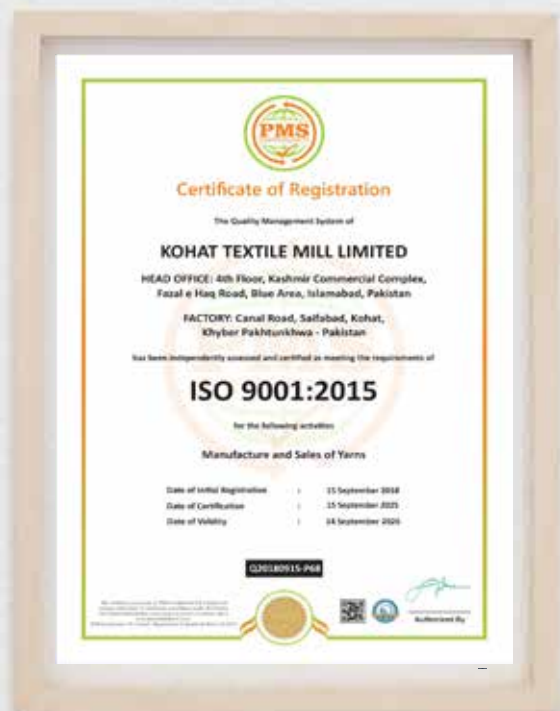 PMS
Certificate of Registration
The Quality Management System of
KOHAT TEXTILE MILL LIMITED
HEAD OFFICE: 4th Floor, Kashmir Commercial Complex,
Fazal e Haq Road, Blue Area, Islamabad, Pakistan
FACTORY: Canal Road, Saifabad, Kohat,
Khyber Pakhtunkhwa - Pakistan
has been independently assessed and certified as meeting the requirements of
ISO 9001:2015
for the following activities
Manufacture and Sales of Yarns
Date of Initial Registration : 15 September 2018
Date of Certification : 15 September 2025
Date of Validity : 14 September 2026
Q20180915-P68
Authorized By